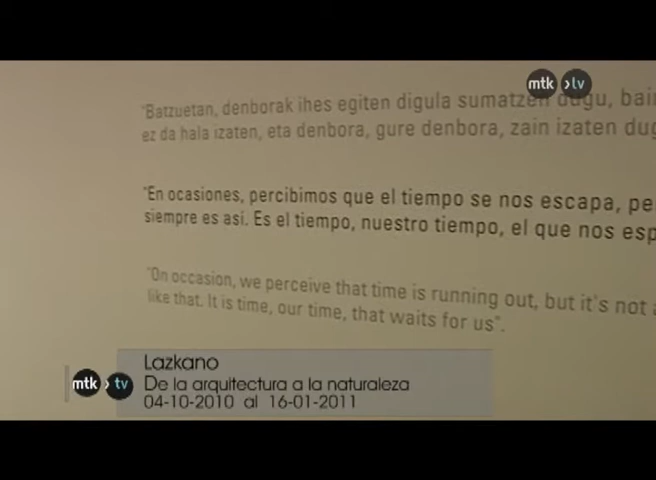 mtk ›tv
"Batzuetan, denborak ihes egiten digula sumatzen dugu, bai
ez da hala izaten, eta denbora, gure denbora, zain izaten dug
"En ocasiones, percibimos que el tiempo se nos escapa, pe
siempre es así. Es el tiempo, nuestro tiempo, el que nos esp
"On occasion, we perceive that time is running out, but it's not a
like that. It is time, our time, that waits for us".
Lazkano
mtk ›tv De la arquitectura a la naturaleza
04-10-2010 al 16-01-2011